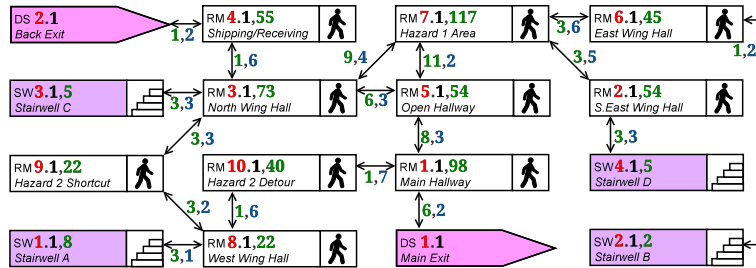 DS 2.1
Back Exit
1,2
RM 4.1,55
Shipping/Receiving
RM 7.1,117
Hazard 1 Area
3,6
RM 6.1,45
East Wing Hall
1,2
1,6
9,4
11,2
3,5
SW 3.1,5
Stairwell C
3,3
RM 3.1,73
North Wing Hall
6,3
RM 5.1,54
Open Hallway
RM 2.1,54
S.East Wing Hall
3,3
8,3
3,3
RM 9.1,22
Hazard 2 Shortcut
RM 10.1,40
Hazard 2 Detour
1,7
RM 1.1,98
Main Hallway
SW 4.1,5
Stairwell D
3,2
1,6
6,2
SW 1.1,8
Stairwell A
3,1
RM 8.1,22
West Wing Hall
DS 1.1
Main Exit
SW 2.1,2
Stairwell B